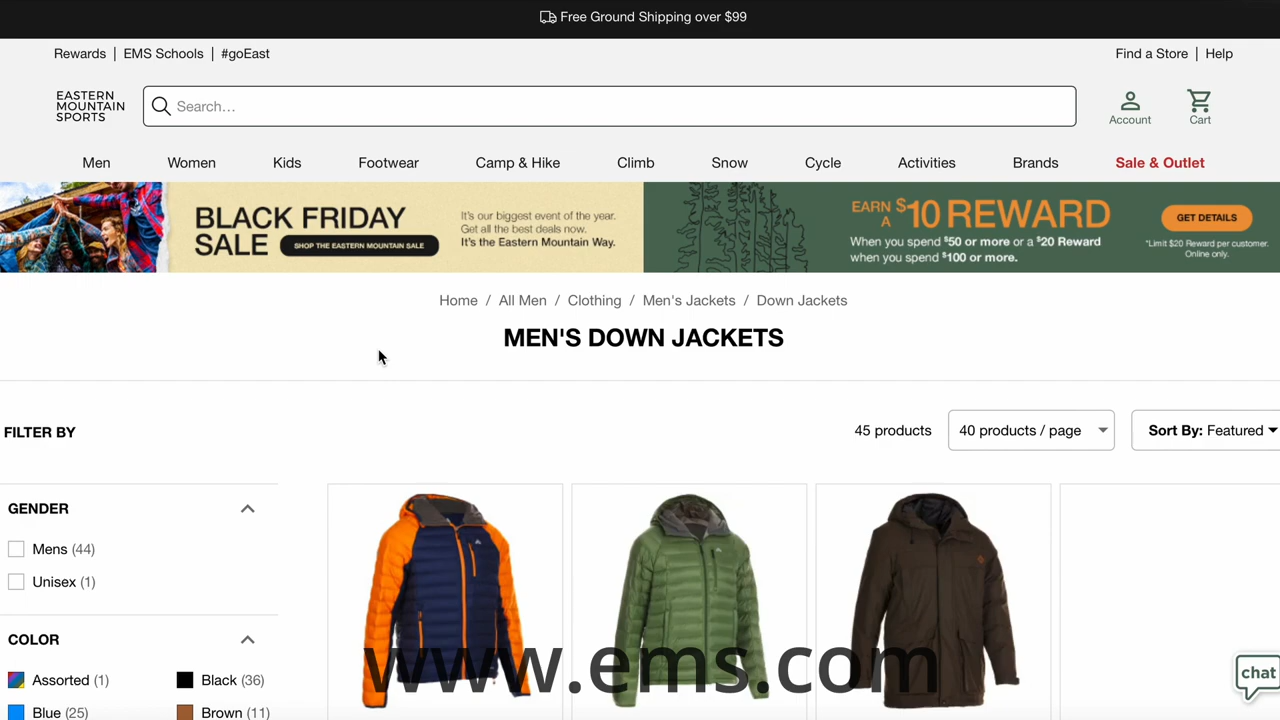 Free Ground Shipping over $99
Rewards | EMS Schools | #goEast
Find a Store | Help
EASTERN
MOUNTAIN
SPORTS
Search...
Account
Cart
Men Women Kids Footwear Camp & Hike Climb Snow Cycle Activities Brands Sale & Outlet
BLACK FRIDAY
SALE
SHOP THE EASTERN MOUNTAIN SALE
It's our biggest event of the year.
Get all the best deals now.
It's the Eastern Mountain Way.
EARN A $10 REWARD
When you spend $50 or more or a $20 Reward
when you spend $100 or more.
GET DETAILS
*Limit $20 Reward per customer.
Online only.
Home / All Men / Clothing / Men's Jackets / Down Jackets
MEN'S DOWN JACKETS
FILTER BY
45 products
40 products / page
Sort By: Featured
GENDER
Mens (44)
Unisex (1)
COLOR
Assorted (1)
Black (36)
Blue (25)
Brown (11)
www.ems.com
chat